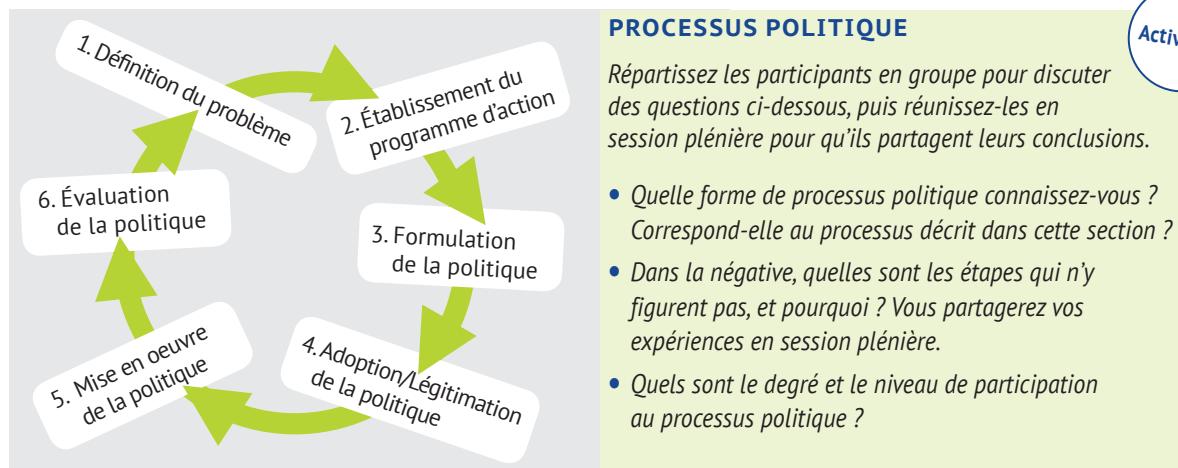 1. Définition du problème
2. Établissement du
programme d'action
3. Formulation
de la politique
4. Adoption/Légitimation
de la politique
5. Mise en oeuvre
de la politique
6. Évaluation
de la politique
PROCESSUS POLITIQUE
Répartissez les participants en groupe pour discuter
des questions ci-dessous, puis réunissez-les en
session plénière pour qu'ils partagent leurs conclusions.
• Quelle forme de processus politique connaissez-vous ?
Correspond-elle au processus décrit dans cette section ?
• Dans la négative, quelles sont les étapes qui n'y
figurent pas, et pourquoi ? Vous partagerez vos
expériences en session plénière.
• Quels sont le degré et le niveau de participation
au processus politique ?